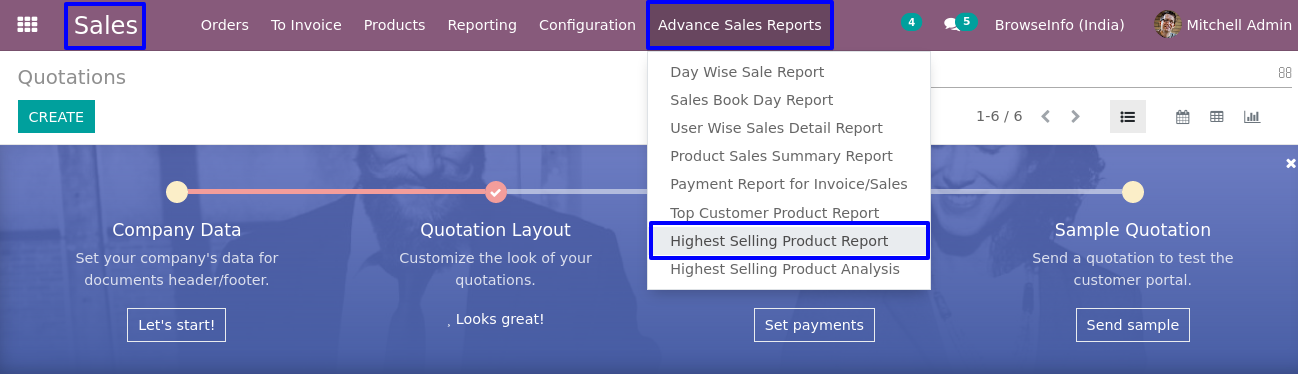 Sales Orders To Invoice Products Reporting Configuration Advance Sales Reports 4 5 BrowseInfo (India) Mitchell Admin
Quotations
CREATE
1-6 / 6
Day Wise Sale Report
Sales Book Day Report
User Wise Sales Detail Report
Product Sales Summary Report
Payment Report for Invoice/Sales
Top Customer Product Report
Highest Selling Product Report
Highest Selling Product Analysis
Company Data
Set your company's data for
documents header/footer.
Let's start!
Quotation Layout
Customize the look of your
quotations.
, Looks great!
Set payments
Sample Quotation
Send a quotation to test the
customer portal.
Send sample